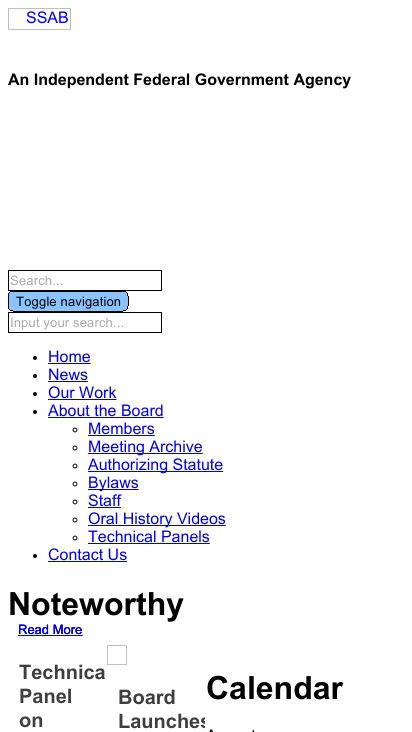 SSAB
An Independent Federal Government Agency
Search...
Toggle navigation
Input your search...
Home
News
Our Work
About the Board
Members
Meeting Archive
Authorizing Statute
Bylaws
Staff
Oral History Videos
Technical Panels
Contact Us
Noteworthy
Read More
Technica
Panel
on
Board
Launches
Calendar